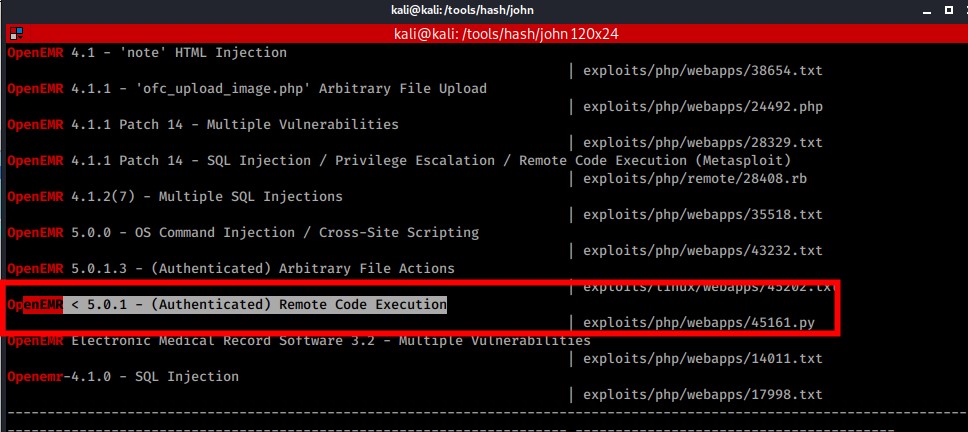 kali@kali: /tools/hash/john
kali@kali: /tools/hash/john 120x24
OpenEMR 4.1 - 'note' HTML Injection
| exploits/php/webapps/38654.txt
OpenEMR 4.1.1 - 'ofc_upload_image.php' Arbitrary File Upload
| exploits/php/webapps/24492.php
OpenEMR 4.1.1 Patch 14 - Multiple Vulnerabilities
| exploits/php/webapps/28329.txt
OpenEMR 4.1.1 Patch 14 - SQL Injection / Privilege Escalation / Remote Code Execution (Metasploit)
| exploits/php/remote/28408.rb
OpenEMR 4.1.2(7) - Multiple SQL Injections
| exploits/php/webapps/35518.txt
OpenEMR 5.0.0 - OS Command Injection / Cross-Site Scripting
| exploits/php/webapps/43232.txt
OpenEMR 5.0.1.3 - (Authenticated) Arbitrary File Actions
| exploits/linux/webapps/45202.txt
OpenEMR < 5.0.1 - (Authenticated) Remote Code Execution
| exploits/php/webapps/45161.py
OpenEMR Electronic Medical Record Software 3.2 - Multiple Vulnerabilities
| exploits/php/webapps/14011.txt
Openemr-4.1.0 - SQL Injection
| exploits/php/webapps/17998.txt